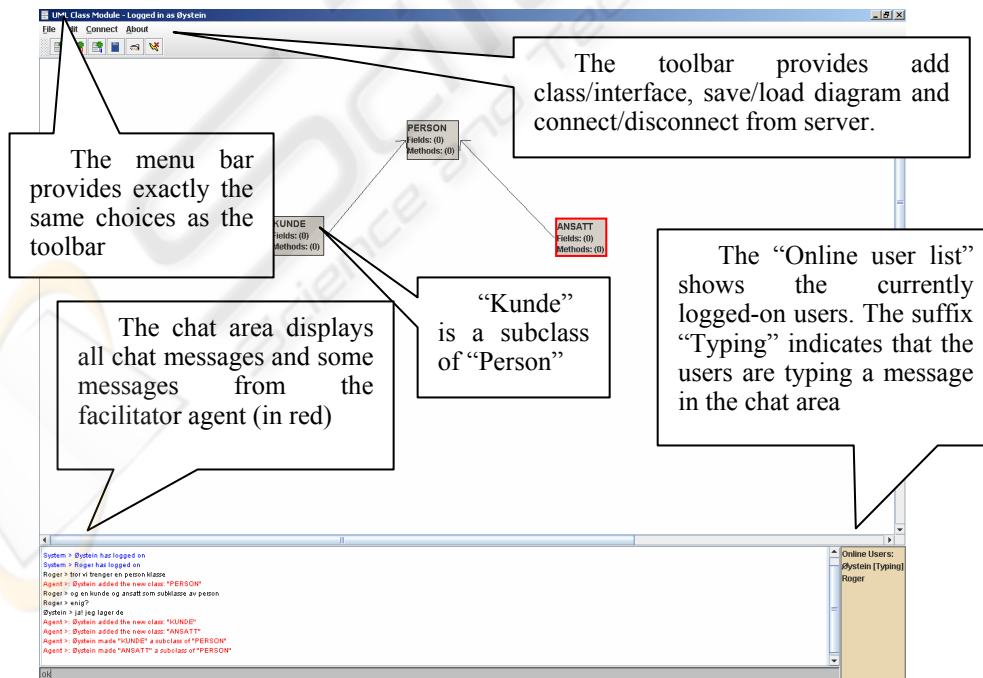 UML Class Module - Logged in as Øystein
File Edit Connect About
The toolbar provides add
class/interface, save/load diagram and
connect/disconnect from server.
The menu bar
provides exactly the
same choices as the
toolbar
PERSON
Fields: (0)
Methods: (0)
KUNDE
Fields: (0)
Methods: (0)
ANSATT
Fields: (0)
Methods: (0)
“Kunde”
is a subclass
of “Person”
The “Online user list”
shows the currently
logged-on users. The suffix
“Typing” indicates that the
users are typing a message
in the chat area
The chat area displays
all chat messages and some
messages from the
facilitator agent (in red)
System > Øystein has logged on
System > Roger has logged on
Roger > tror vi trenger en person klasse
Agent >: Øystein added the new class: "PERSON"
Roger > og en kunde og ansatt som subklasse av person
Roger > enig?
Øystein > ja! jeg lager de
Agent >: Øystein added the new class: "KUNDE"
Agent >: Øystein added the new class: "ANSATT"
Agent >: Øystein made "KUNDE" a subclass of "PERSON"
Agent >: Øystein made "ANSATT" a subclass of "PERSON"
Online Users:
Øystein [Typing]
Roger
ok
Science and